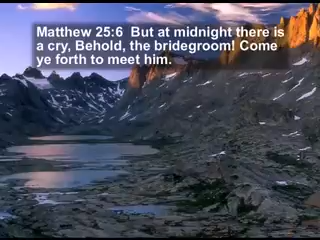 Matthew 25:6  But at midnight there is
a cry, Behold, the bridegroom! Come
ye forth to meet him.